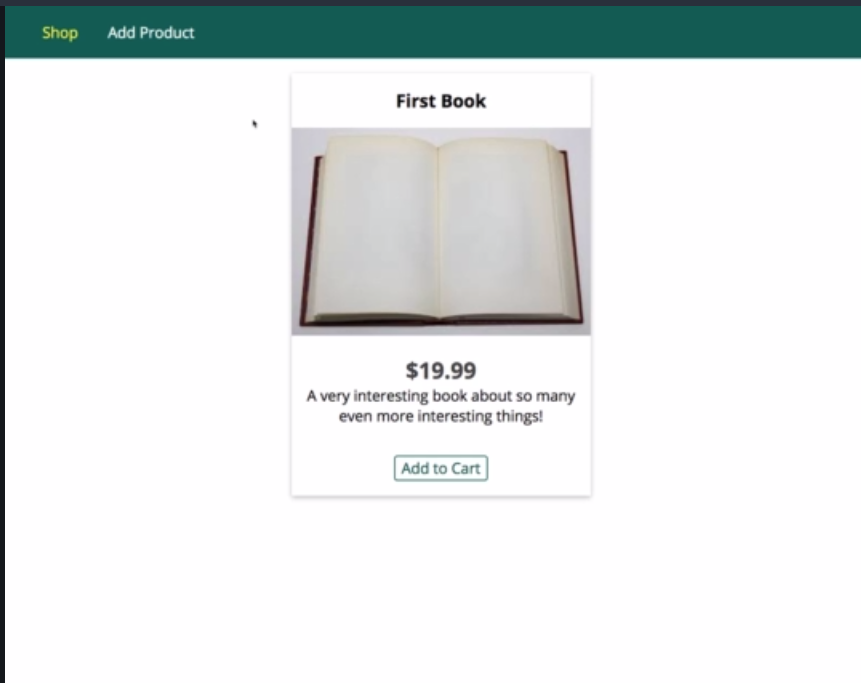 Shop Add Product
First Book
$19.99
A very interesting book about so many
even more interesting things!
Add to Cart